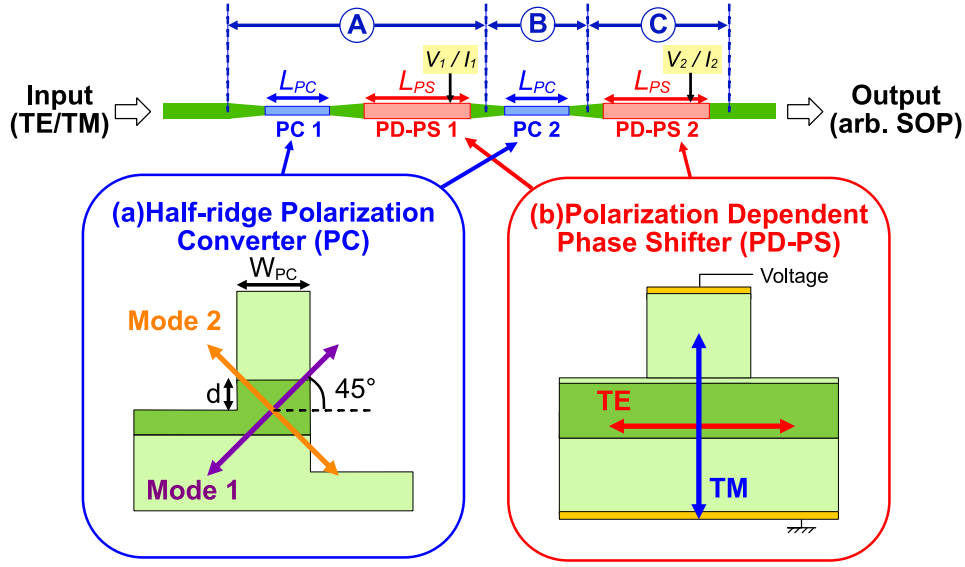 A
B
C
V1 / I1
V2 / I2
Input
(TE/TM)
LPC
LPS
LPC
LPS
Output
(arb. SOP)
PC 1
PD-PS 1
PC 2
PD-PS 2
(a)Half-ridge Polarization
Converter (PC)
WPC
Mode 2
d
45°
Mode 1
(b)Polarization Dependent
Phase Shifter (PD-PS)
Voltage
TE
TM